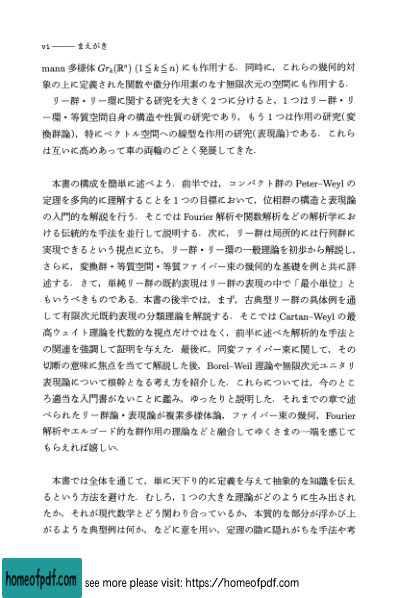 vi —— まえがき
mann 多様体 Gr_k(ℝⁿ) (1≦k≦n) にも作用する．同時に，これらの幾何的対
象の上に定義された関数や微分作用素のなす無限次元の空間にも作用する．
リー群・リー環に関する研究を大きく2つに分けると，1つはリー群・リ
ー環・等質空間自身の構造や性質の研究であり，もう1つは作用の研究(変
換群論)，特にベクトル空間への線型な作用の研究(表現論)である．これら
は互いに高めあって車の両輪のごとく発展してきた．
本書の構成を簡単に述べよう．前半では，コンパクト群の Peter–Weyl の
定理を多角的に理解することを1つの目標において，位相群の構造と表現論
の入門的な解説を行う．そこでは Fourier 解析や関数解析などの解析学にお
ける伝統的な手法を並行して説明する．次に，リー群は局所的には行列群に
実現できるという視点に立ち，リー群・リー環の一般理論を初歩から解説し，
さらに，変換群・等質空間・等質ファイバー束の幾何的な基礎を例と共に詳
述する．さて，単純リー群の既約表現はリー群の表現の中で「最小単位」と
もいうべきものである．本書の後半では，まず，古典型リー群の具体例を通
して有限次元既約表現の分類理論を解説する．そこでは Cartan–Weyl の最
高ウェイト理論を代数的な視点だけではなく，前半に述べた解析的な手法と
の関連を強調して証明を与えた．最後に，同変ファイバー束に関して，その
切断の意味に焦点を当てて解説した後，Borel–Weil 理論や無限次元ユニタリ
表現論について根幹となる考え方を紹介した．これらについては，今のとこ
ろ適当な入門書がないことに鑑み，ゆったりと説明した．それまでの章で述
べられたリー群論・表現論が複素多様体論，ファイバー束の幾何，Fourier
解析やエルゴード的な群作用の理論などと融合してゆくさまの一端を感じて
もらえれば嬉しい．
本書では全体を通じて，単に天下り的に定義を与えて抽象的な知識を伝え
るという方法を避けた．むしろ，1つの大きな理論がどのように生み出され
たか，それが現代数学とどう関わり合っているか，本質的な部分が浮かび上
がるような典型例は何か，などに意を用い，定理の陰に隠れがちな手法や考
homeofpdf.com
see more please visit: https://homeofpdf.com